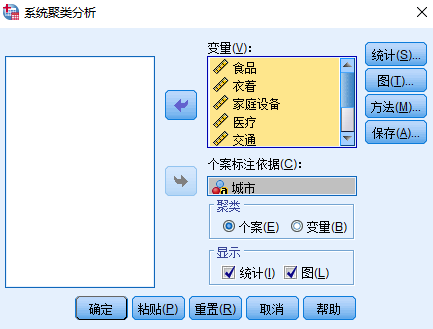 系统聚类分析
变量(V):
食品
衣着
家庭设备
医疗
交通
统计(S)...
图(T)...
方法(M)...
保存(A)...
个案标注依据(C):
城市
聚类
个案(E) 变量(B)
显示
统计(I) 图(L)
确定 粘贴(P) 重置(R) 取消 帮助